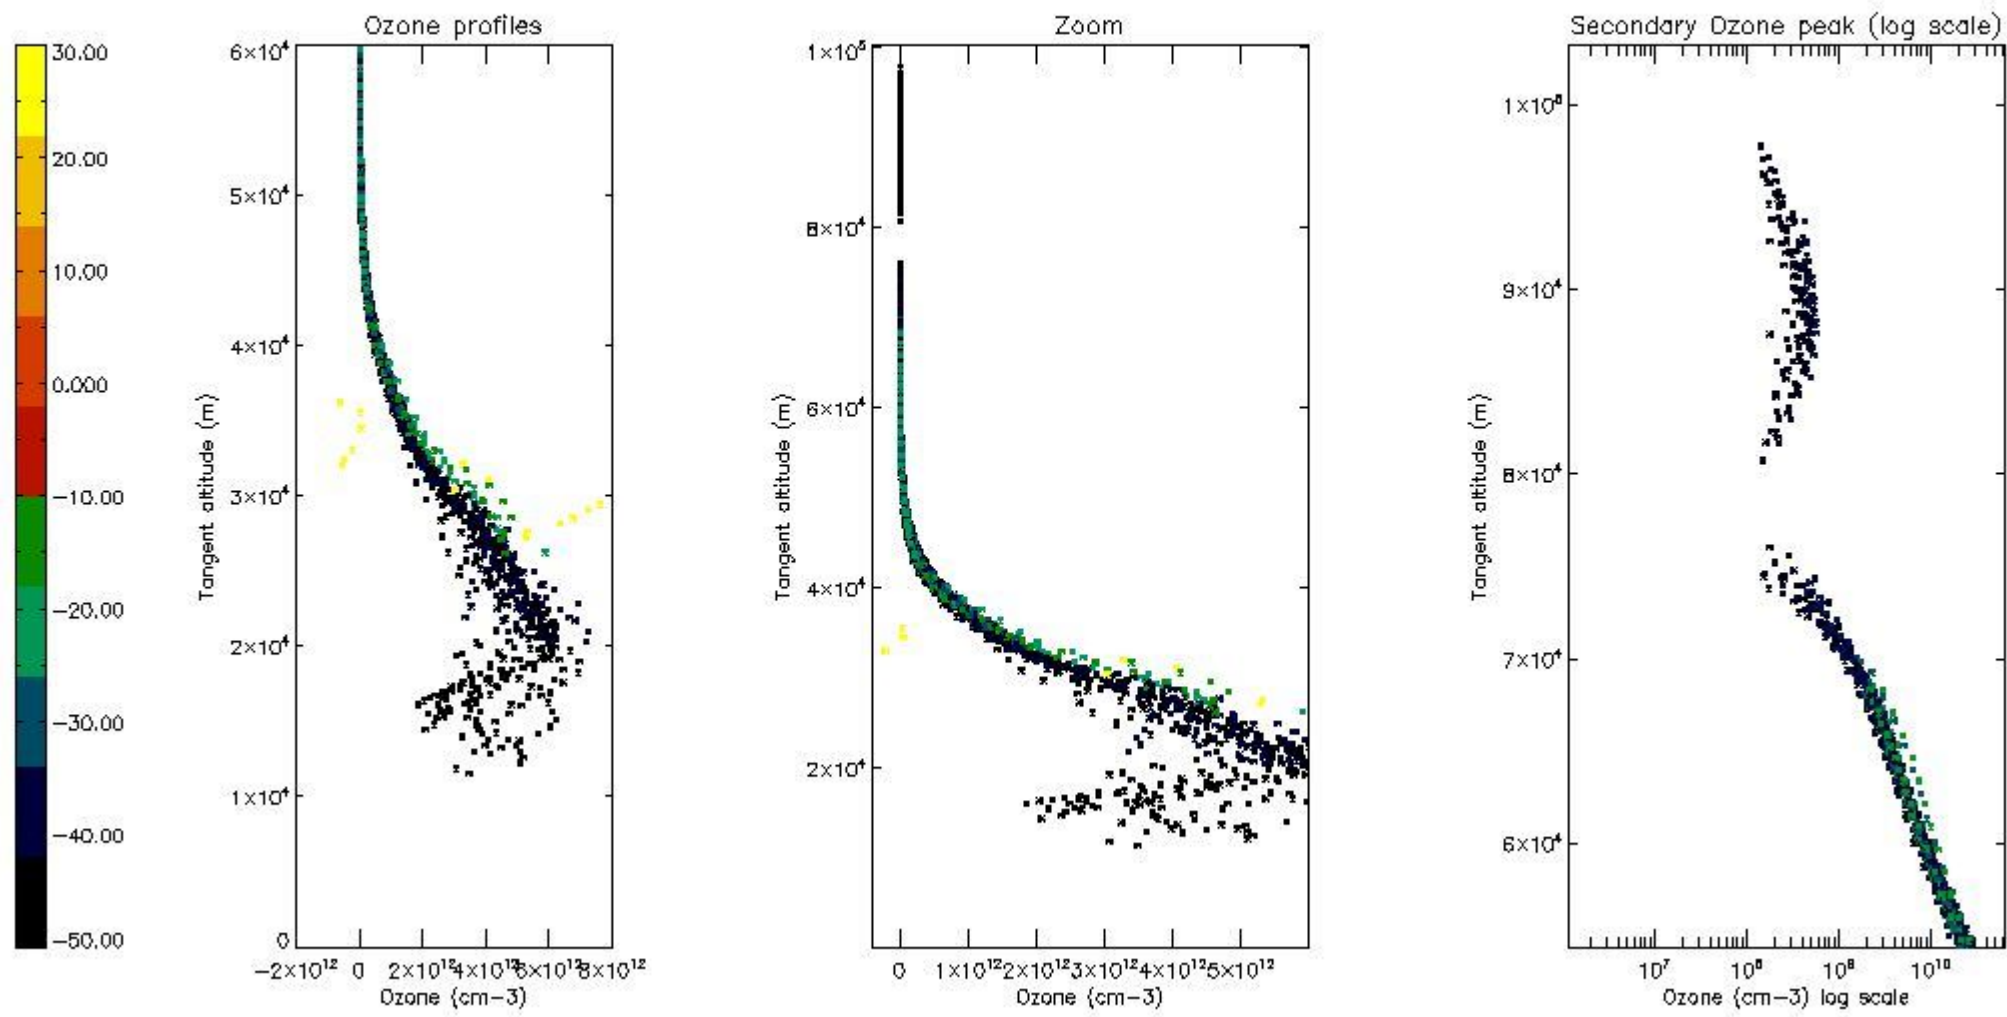 Ozone profiles
Zoom
Secondary Ozone peak (log scale)
30.00
20.00
10.00
0.000
-10.00
-20.00
-30.00
-40.00
-50.00
6×10⁴
5×10⁴
4×10⁴
3×10⁴
2×10⁴
1×10⁴
0
Tangent altitude (m)
-2×10¹² 0 2×10¹² 4×10¹² 6×10¹² 8×10¹²
Ozone (cm-3)
1×10⁵
8×10⁴
6×10⁴
4×10⁴
2×10⁴
Tangent altitude (m)
0 1×10¹² 2×10¹² 3×10¹² 4×10¹² 5×10¹²
Ozone (cm-3)
9×10⁴
8×10⁴
7×10⁴
6×10⁴
Tangent altitude (m)
10⁷ 10¹⁰
Ozone (cm-3) log scale